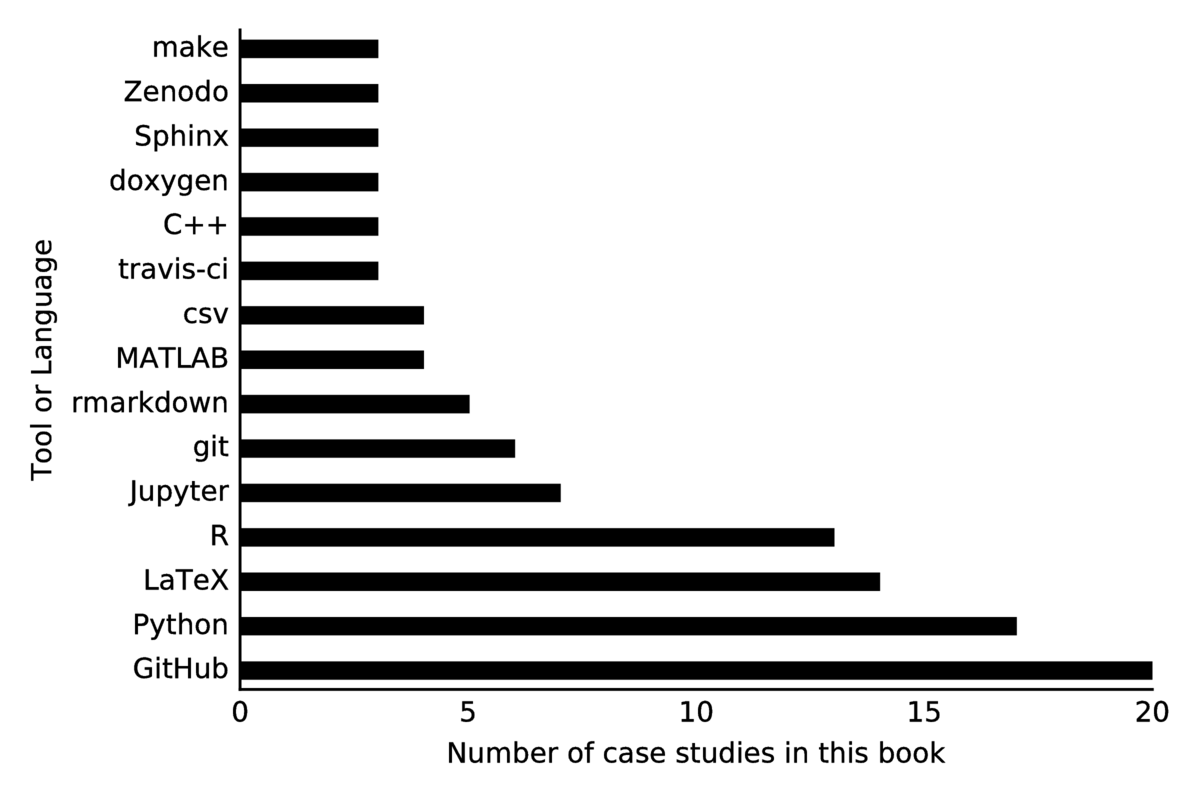 make
Zenodo
Sphinx
doxygen
C++
travis-ci
csv
MATLAB
rmarkdown
git
Jupyter
R
LaTeX
Python
GitHub
Tool or Language
0 5 10 15 20
Number of case studies in this book